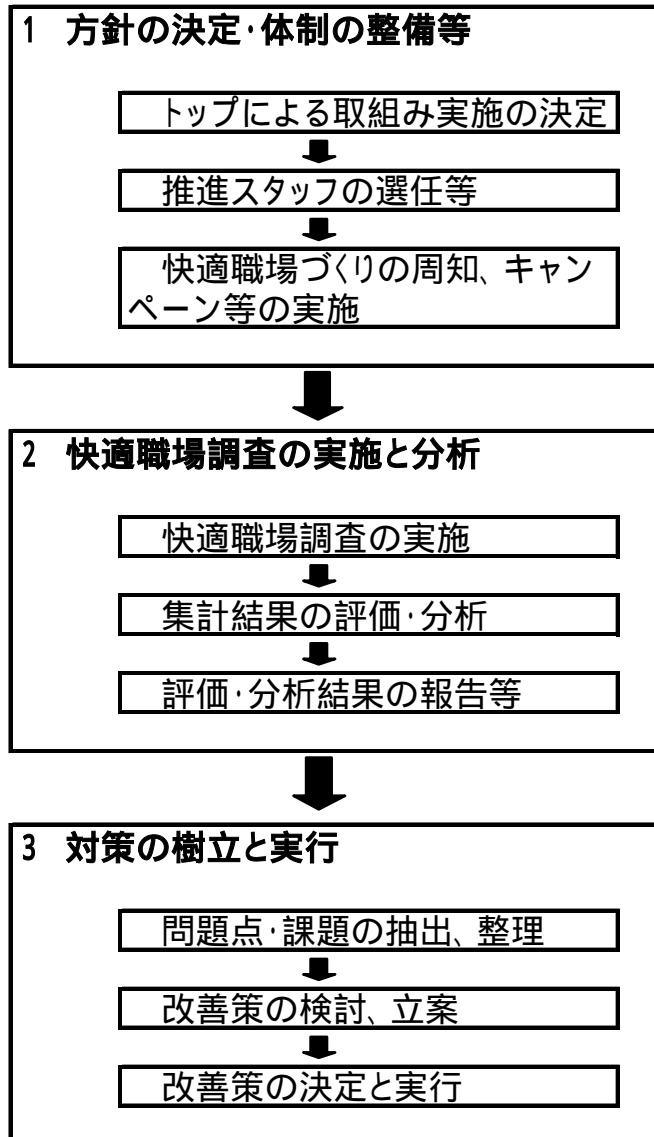 1 方針の決定・体制の整備等
トップによる取組み実施の決定
推進スタッフの選任等
快適職場づくりの周知、キャン
ペーン等の実施
2 快適職場調査の実施と分析
快適職場調査の実施
集計結果の評価・分析
評価・分析結果の報告等
3 対策の樹立と実行
問題点・課題の抽出、整理
改善策の検討、立案
改善策の決定と実行